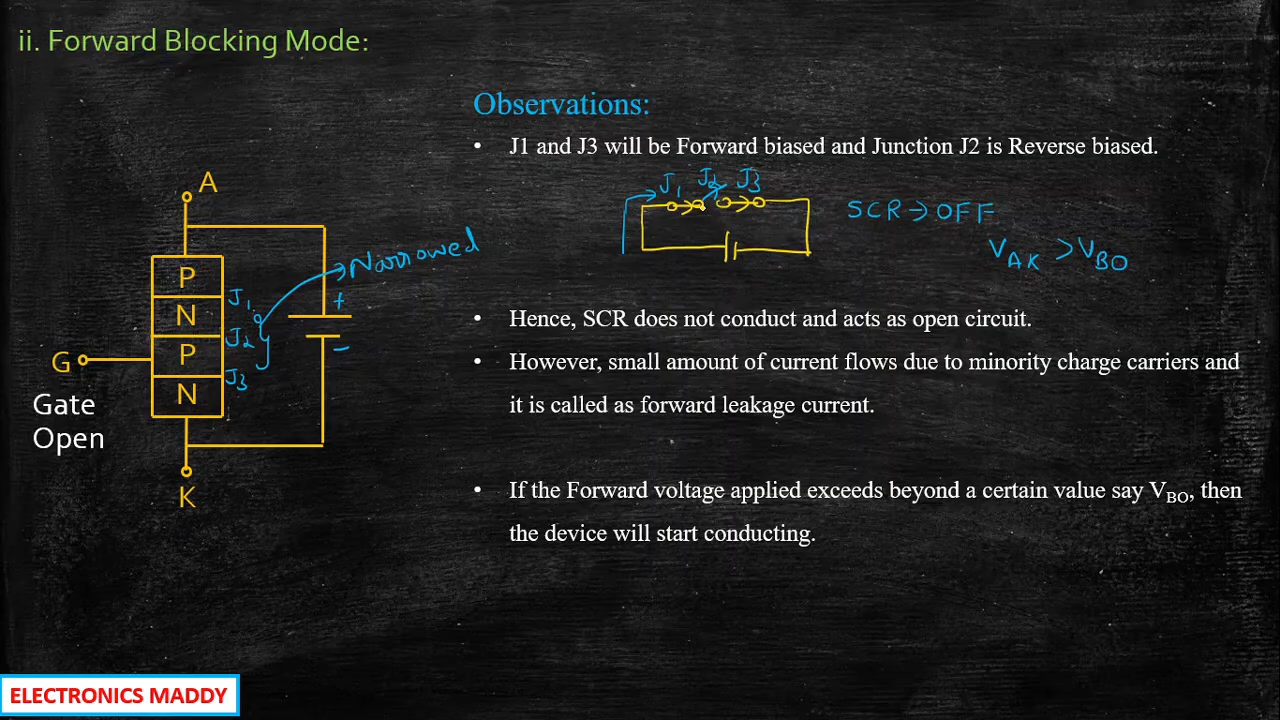 ii. Forward Blocking Mode:
Observations:
• J1 and J3 will be Forward biased and Junction J2 is Reverse biased.
J1 J2 J3
SCR → OFF
VAK > VBO
A
Narrowed
P
J1
+
N
J2
• Hence, SCR does not conduct and acts as open circuit.
−
G
P
• However, small amount of current flows due to minority charge carriers and
J3
N
it is called as forward leakage current.
Gate
Open
K
• If the Forward voltage applied exceeds beyond a certain value say VBO, then
the device will start conducting.
ELECTRONICS MADDY